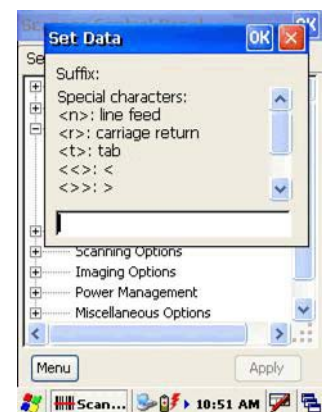 Set Data OK
Suffix:
Special characters:
<n>: line feed
<r>: carriage return
<t>: tab
<<>: <
<>>: >
Scanning Options
Imaging Options
Power Management
Miscellaneous Options
Menu Apply
Scan... 10:51 AM